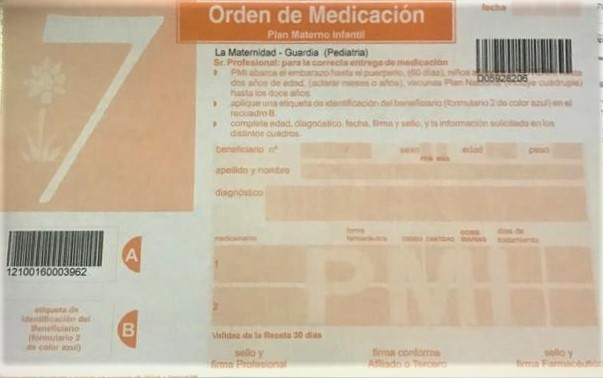 7
Orden de Medicación
Plan Materno Infantil
fecha
La Maternidad - Guardia (Pediatría)
Sr. Profesional: para la correcta entrega de medicación
PMI abarca el embarazo hasta el puerperio, (60 días), niños
dos años de edad, (aclarar meses o años), vacunas Plan
hasta los doce años.
aplique una etiqueta de identificación del beneficiario (formulario 2 de color azul) en el
recuadro B.
complete edad, diagnóstico, fecha, firma y sello, y la información solicitada en los
distintos cuadros.
D05928206
beneficiario nº
sexo
edad
peso
apellido y nombre
diagnóstico
12100160003962
A
medicamento
forma
farmacéutica
cantidad
días de
tratamiento
1
2
PMI
etiqueta de
identificación del
Beneficiario
(formulario 2
de color azul)
B
Validez de la Receta 30 días
sello y
firma Profesional
firma conforme
Afiliado o Tercero
sello y
firma Farmacéutico